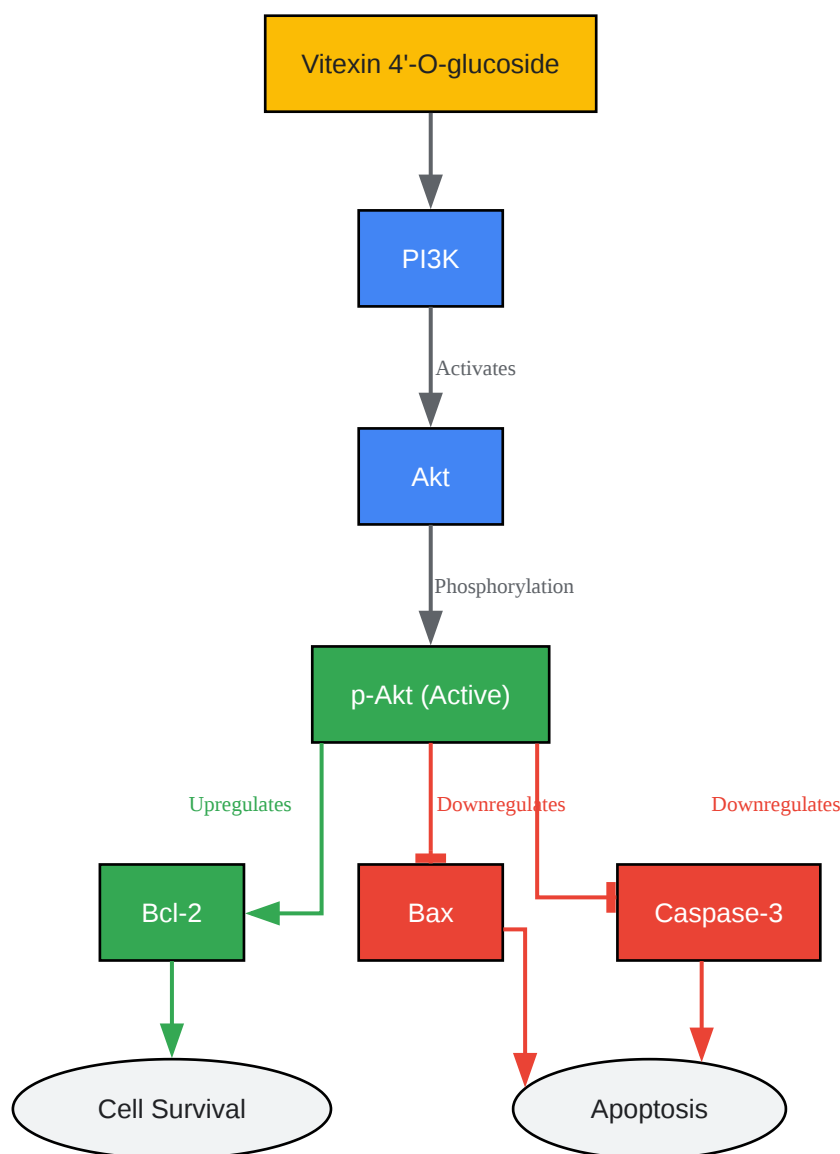 Vitexin 4'-O-glucoside
PI3K
Activates
Akt
Phosphorylation
p-Akt (Active)
Upregulates
Downregulates
Downregulates
Bcl-2
Bax
Caspase-3
Cell Survival
Apoptosis